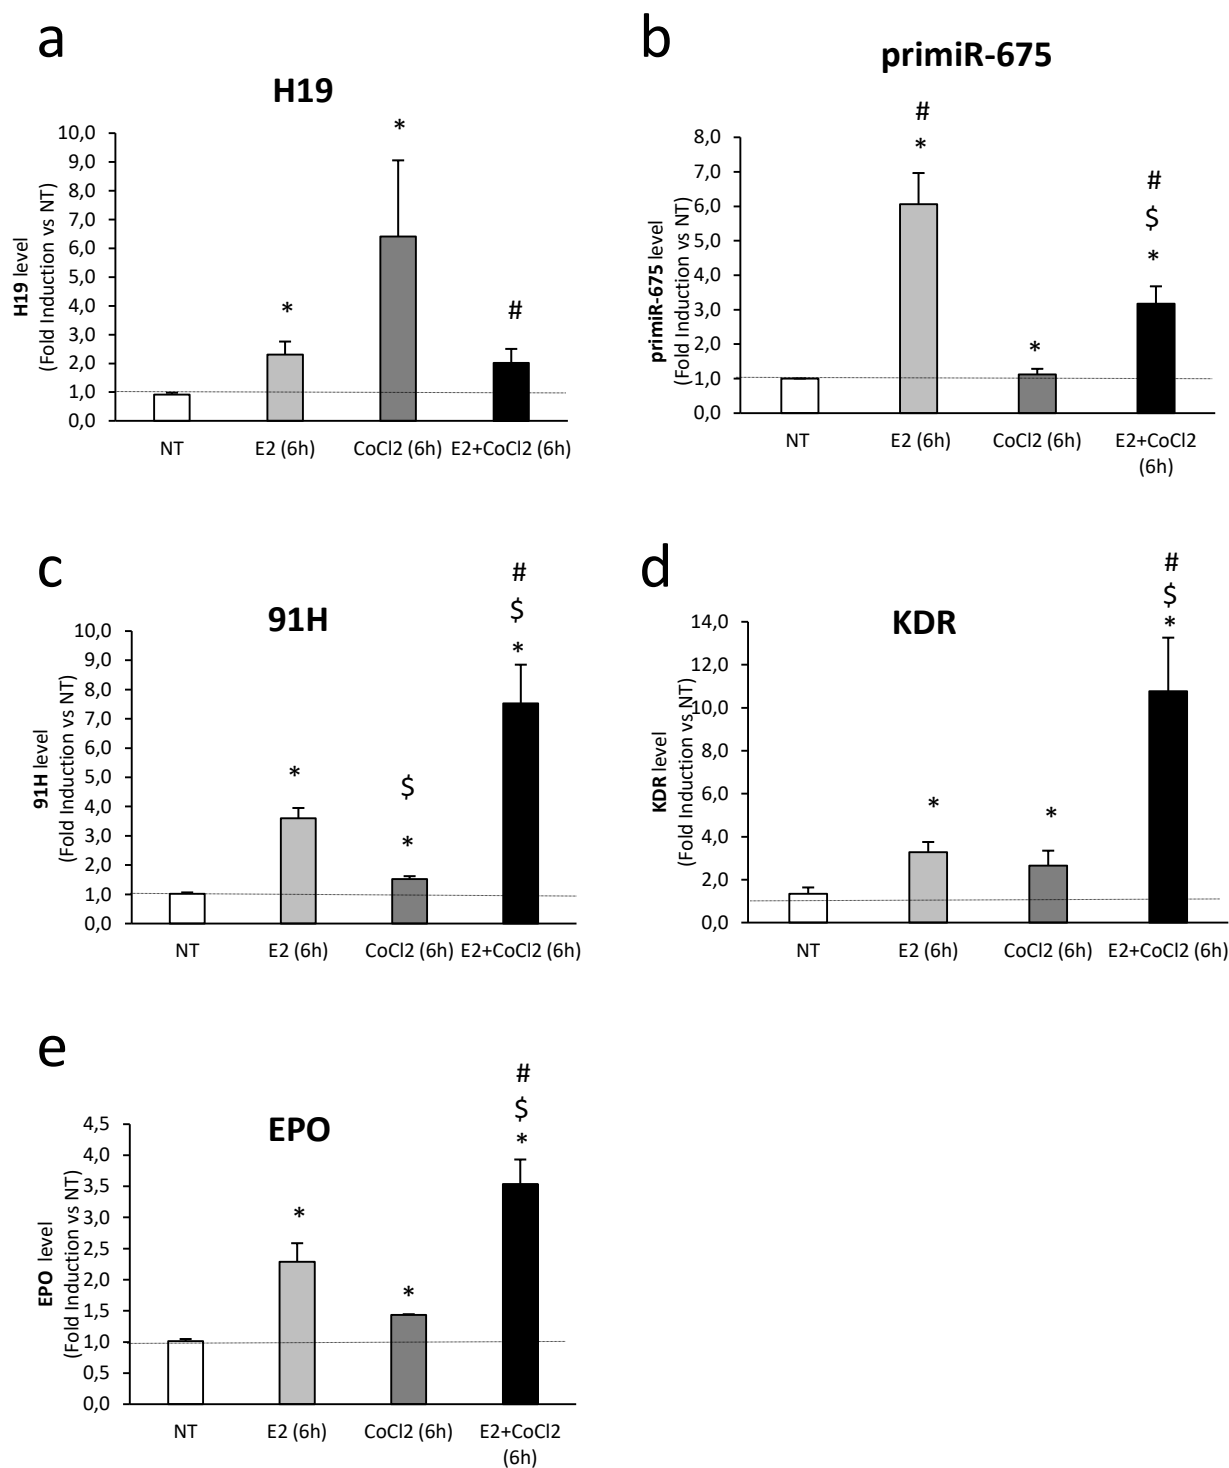 a
H19
*
10,0
9,0
8,0
7,0
6,0
5,0
4,0
3,0
2,0
1,0
0,0
H19 level
(Fold Induction vs NT)
*
#
NT
E2 (6h)
CoCl2 (6h)
E2+CoCl2 (6h)
b
primiR-675
#
*
8,0
7,0
6,0
5,0
4,0
3,0
2,0
1,0
0,0
primiR-675 level
(Fold Induction vs NT)
*
#
$
*
NT
E2 (6h)
CoCl2 (6h)
E2+CoCl2
(6h)
c
91H
#
$
*
10,0
9,0
8,0
7,0
6,0
5,0
4,0
3,0
2,0
1,0
0,0
91H level
(Fold Induction vs NT)
*
$
*
NT
E2 (6h)
CoCl2 (6h)
E2+CoCl2 (6h)
d
KDR
#
$
*
14,0
12,0
10,0
8,0
6,0
4,0
2,0
0,0
KDR level
(Fold Induction vs NT)
*
*
NT
E2 (6h)
CoCl2 (6h)
E2+CoCl2 (6h)
e
EPO
#
$
*
4,5
4,0
3,5
3,0
2,5
2,0
1,5
1,0
0,5
0,0
EPO level
(Fold Induction vs NT)
*
*
NT
E2 (6h)
CoCl2 (6h)
E2+CoCl2
(6h)